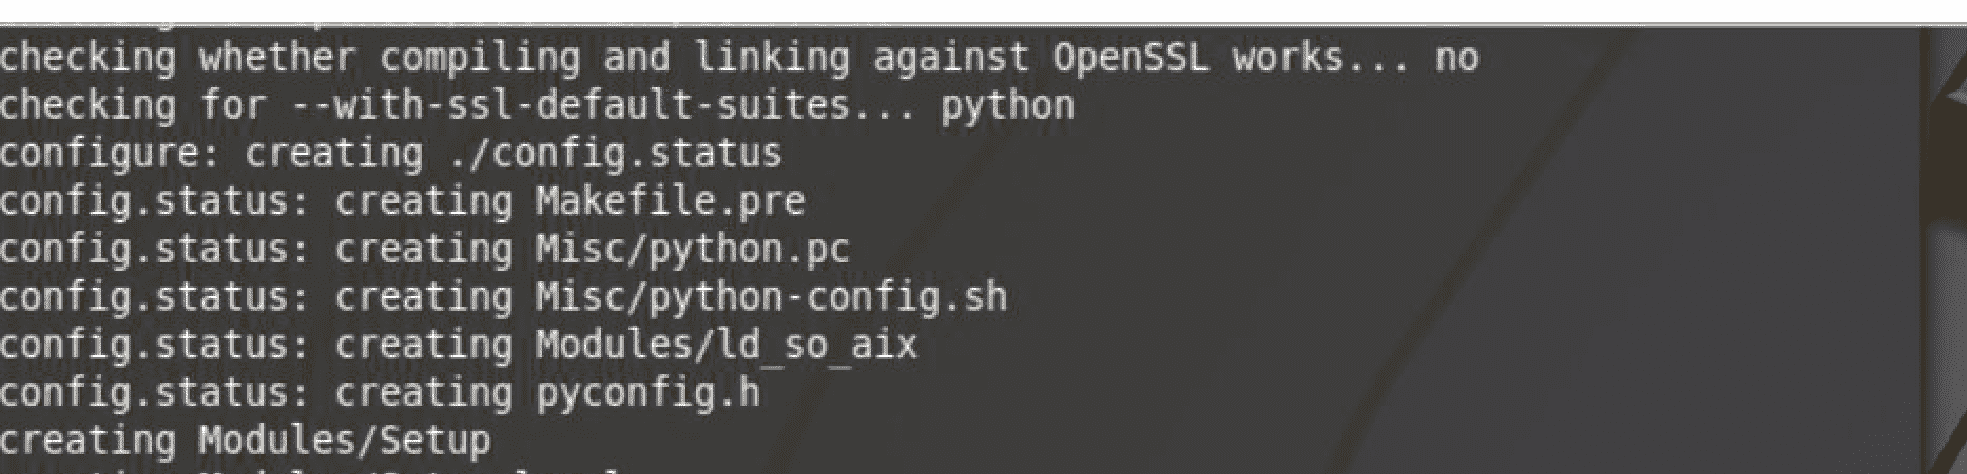 checking whether compiling and linking against OpenSSL works... no
checking for --with-ssl-default-suites... python
configure: creating ./config.status
config.status: creating Makefile.pre
config.status: creating Misc/python.pc
config.status: creating Misc/python-config.sh
config.status: creating Modules/ld_so_aix
config.status: creating pyconfig.h
creating Modules/Setup